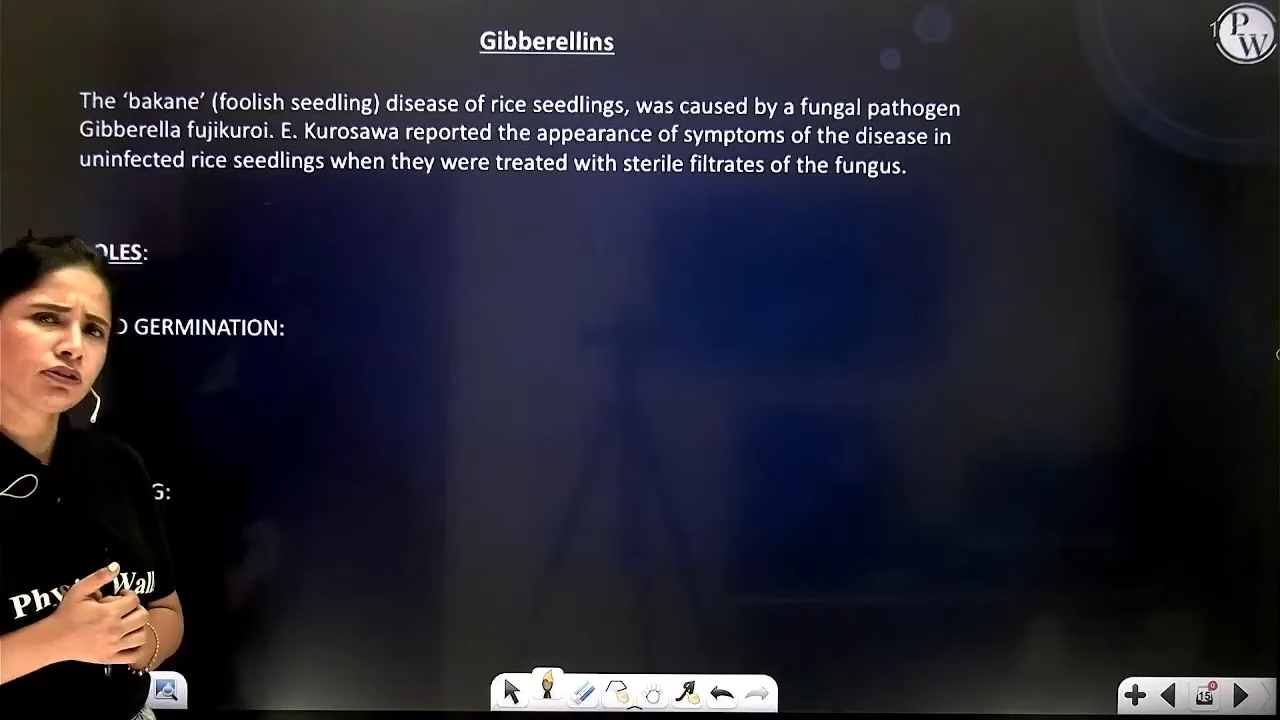 Gibberellins
The ‘bakane’ (foolish seedling) disease of rice seedlings, was caused by a fungal pathogen
Gibberella fujikuroi. E. Kurosawa reported the appearance of symptoms of the disease in
uninfected rice seedlings when they were treated with sterile filtrates of the fungus.
OLES:
D GERMINATION:
G:
PW
15